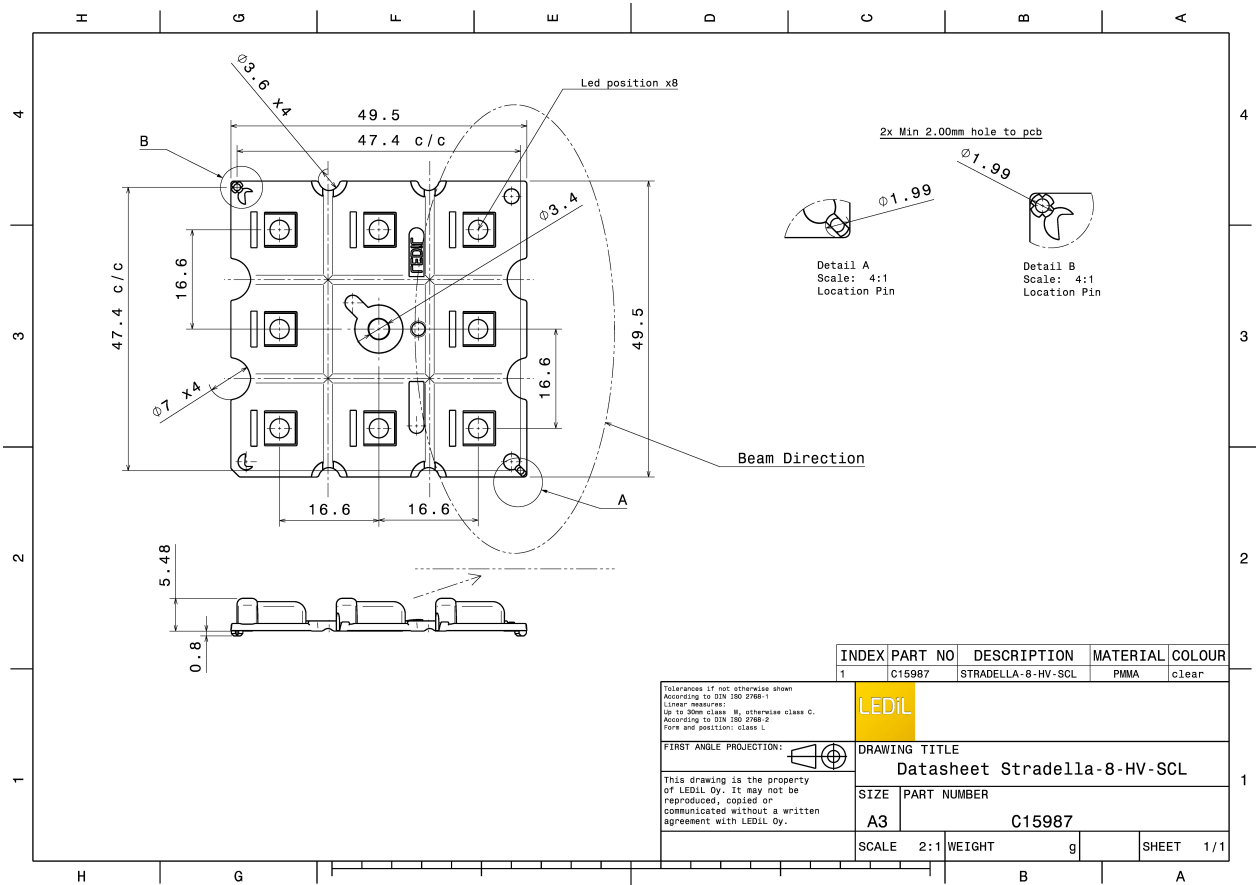 H G F E D C B A
4
4
3
3
2
2
1
1
Ø3.6 x4
Led position x8
49.5
47.4 c/c
B
Ø3.4
LEDiL
16.6
47.4 c/c
49.5
16.6
Ø7 x4
Beam Direction
A
16.6
16.6
5.48
0.8
2x Min 2.00mm hole to pcb
Ø1.99
Ø1.99
Detail A
Scale: 4:1
Location Pin
Detail B
Scale: 4:1
Location Pin
INDEX PART NO DESCRIPTION MATERIAL COLOUR
1 C15987 STRADELLA-8-HV-SCL PMMA clear
Tolerances if not otherwise shown
According to DIN ISO 2768-1
Linear measures:
Up to 30mm class M, otherwise class C.
According to DIN ISO 2768-2
Form and position: class L
LEDiL
FIRST ANGLE PROJECTION:
DRAWING TITLE
Datasheet Stradella-8-HV-SCL
This drawing is the property
of LEDiL Oy. It may not be
reproduced, copied or
communicated without a written
agreement with LEDiL Oy.
SIZE PART NUMBER
A3 C15987
SCALE 2:1 WEIGHT g SHEET 1/1
H G B A